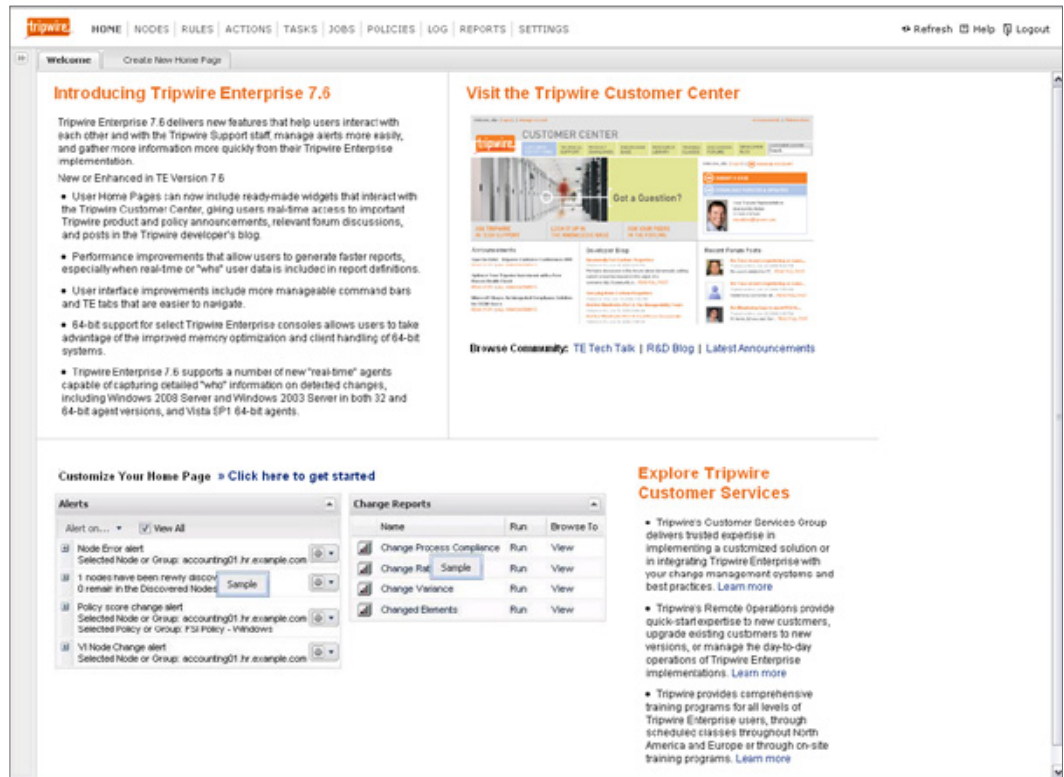 tripwire. HOME NODES RULES ACTIONS TASKS JOBS POLICIES LOG REPORTS SETTINGS Refresh Help Logout
Welcome Create New Home Page
Introducing Tripwire Enterprise 7.6
Tripwire Enterprise 7.6 delivers new features that help users interact with
each other and with the Tripwire Support staff, manage alerts more easily,
and gather more information more quickly from their Tripwire Enterprise
implementation.
New or Enhanced in TE Version 7.6
• User Home Pages can now include ready-made widgets that interact with
the Tripwire Customer Center, giving users real-time access to important
Tripwire product and policy announcements, relevant forum discussions,
and posts in the Tripwire developer's blog.
• Performance improvements that allow users to generate faster reports,
especially when real-time or "who" user data is included in report definitions.
• User interface improvements include more manageable command bars
and TE tabs that are easier to navigate.
• 64-bit support for select Tripwire Enterprise consoles allows users to take
advantage of the improved memory optimization and client handling of 64-bit
systems.
• Tripwire Enterprise 7.6 supports a number of new "real-time" agents
capable of capturing detailed "who" information on detected changes,
including Windows 2008 Server and Windows 2003 Server in both 32 and
64-bit agent versions, and Vista SP1 64-bit agents.
Visit the Tripwire Customer Center
tripwire. CUSTOMER CENTER
Got a Question?
Announcements
Developer Blog
Recent Forum Posts
Browse Community: TE Tech Talk | R&D Blog | Latest Announcements
Customize Your Home Page » Click here to get started
Alerts
Alert on... View All
Node Error alert
Selected Node or Group: accounting01.hr.example.com
1 nodes have been newly discov
0 remain in the Discovered Nodes
Sample
Policy score change alert
Selected Node or Group: accounting01.hr.example.com
Selected Policy or Group: FSI Policy - Windows
VI Node Change alert
Selected Node or Group: accounting01.hr.example.com
Change Reports
Name Run Browse To
Change Process Compliance Run View
Change Rat Sample Run View
Change Variance Run View
Changed Elements Run View
Explore Tripwire
Customer Services
• Tripwire's Customer Services Group
delivers trusted expertise in
implementing a customized solution or
in integrating Tripwire Enterprise with
your change management systems and
best practices. Learn more
• Tripwire's Remote Operations provide
quick-start expertise to new customers,
upgrade existing customers to new
versions, or manage the day-to-day
operations of Tripwire Enterprise
implementations. Learn more
• Tripwire provides comprehensive
training programs for all levels of
Tripwire Enterprise users, through
scheduled classes throughout North
America and Europe or through on-site
training programs. Learn more